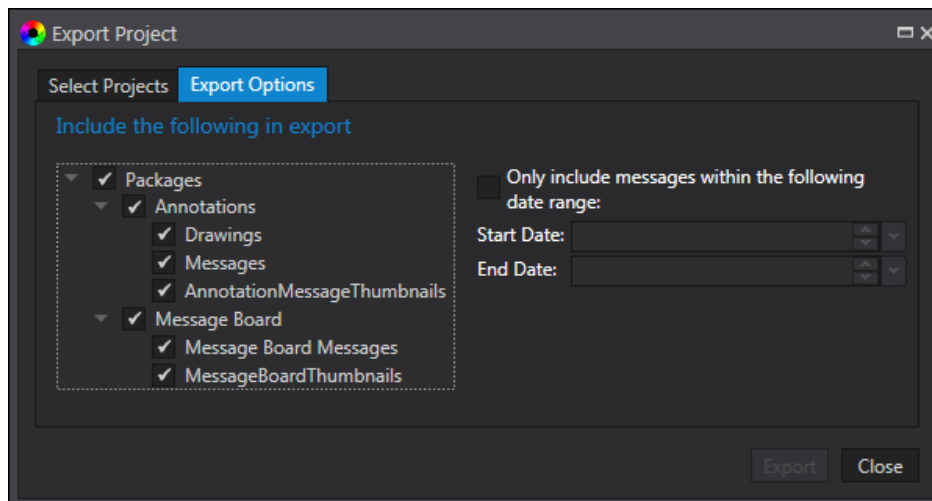 Export Project
Select Projects
Export Options
Include the following in export
Packages
Annotations
Drawings
Messages
AnnotationMessageThumbnails
Message Board
Message Board Messages
MessageBoardThumbnails
Only include messages within the following
date range:
Start Date:
End Date:
Export
Close